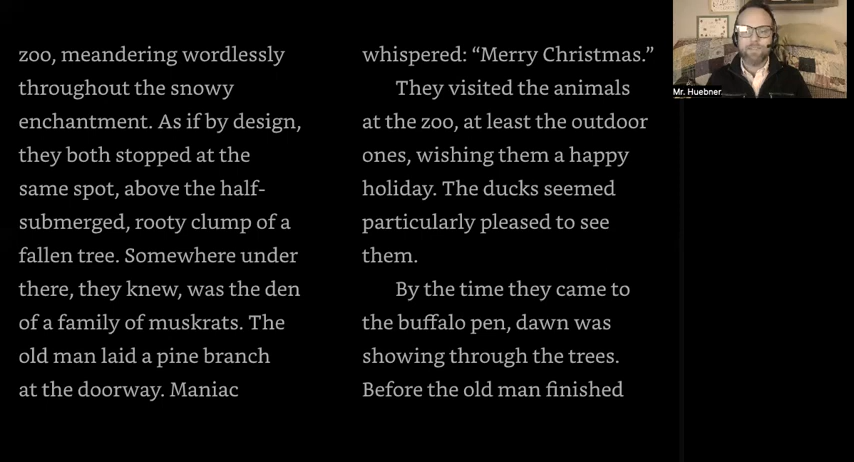 zoo, meandering wordlessly
throughout the snowy
enchantment. As if by design,
they both stopped at the
same spot, above the half-
submerged, rooty clump of a
fallen tree. Somewhere under
there, they knew, was the den
of a family of muskrats. The
old man laid a pine branch
at the doorway. Maniac
whispered: “Merry Christmas.”
They visited the animals
at the zoo, at least the outdoor
ones, wishing them a happy
holiday. The ducks seemed
particularly pleased to see
them.
By the time they came to
the buffalo pen, dawn was
showing through the trees.
Before the old man finished
Mr. Huebner